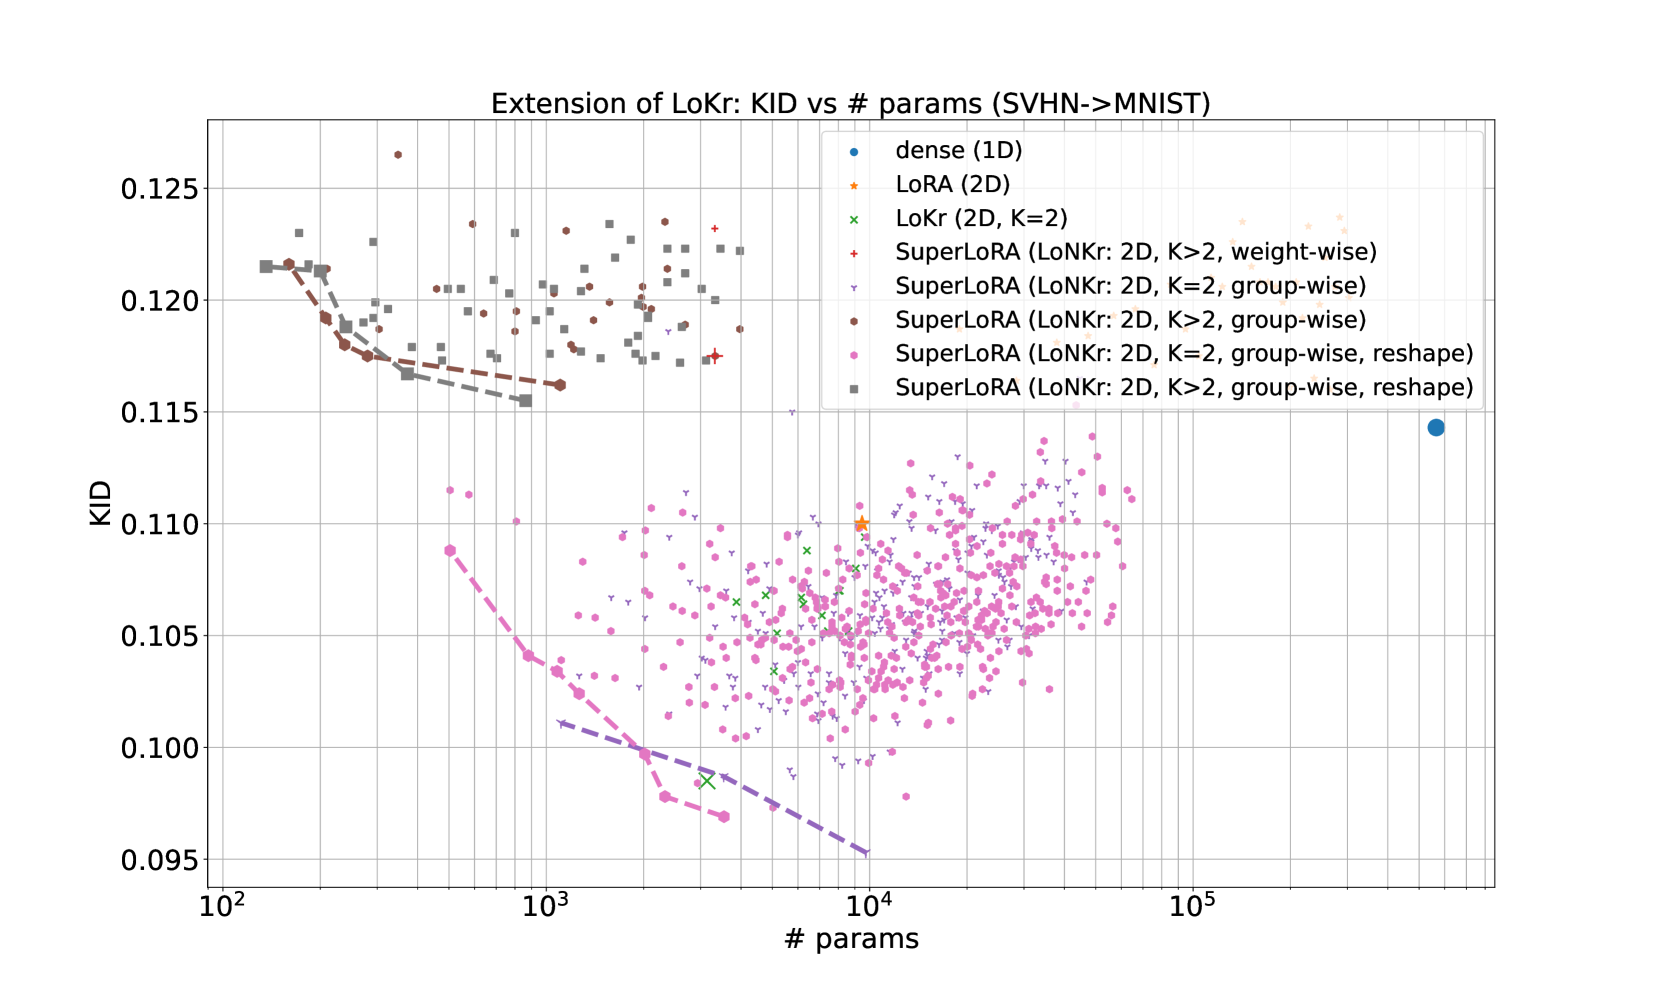 Extension of LoKr: KID vs # params (SVHN->MNIST)
dense (1D)
LoRA (2D)
LoKr (2D, K=2)
SuperLoRA (LoNKr: 2D, K>2, weight-wise)
SuperLoRA (LoNKr: 2D, K=2, group-wise)
SuperLoRA (LoNKr: 2D, K>2, group-wise)
SuperLoRA (LoNKr: 2D, K=2, group-wise, reshape)
SuperLoRA (LoNKr: 2D, K>2, group-wise, reshape)
KID
0.125
0.120
0.115
0.110
0.105
0.100
0.095
10²
10³
10⁴
10⁵
# params